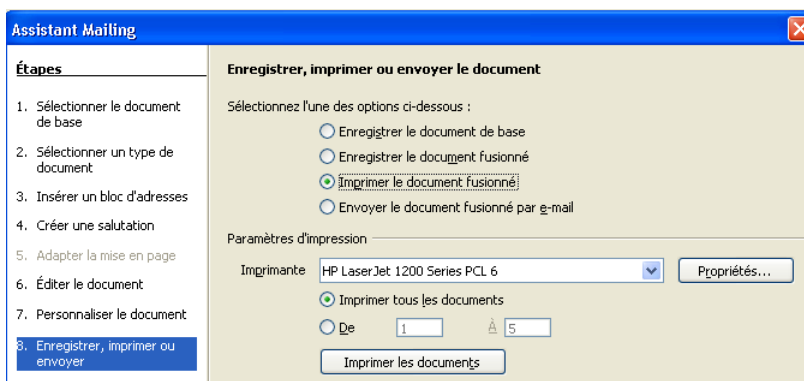 Assistant Mailing
Étapes
1. Sélectionner le document
de base
2. Sélectionner un type de
document
3. Insérer un bloc d'adresses
4. Créer une salutation
5. Adapter la mise en page
6. Éditer le document
7. Personnaliser le document
8. Enregistrer, imprimer ou
envoyer
Enregistrer, imprimer ou envoyer le document
Sélectionnez l'une des options ci-dessous :
Enregistrer le document de base
Enregistrer le document fusionné
Imprimer le document fusionné
Envoyer le document fusionné par e-mail
Paramètres d'impression
Imprimante HP LaserJet 1200 Series PCL 6 Propriétés...
Imprimer tous les documents
De 1 À 5
Imprimer les documents